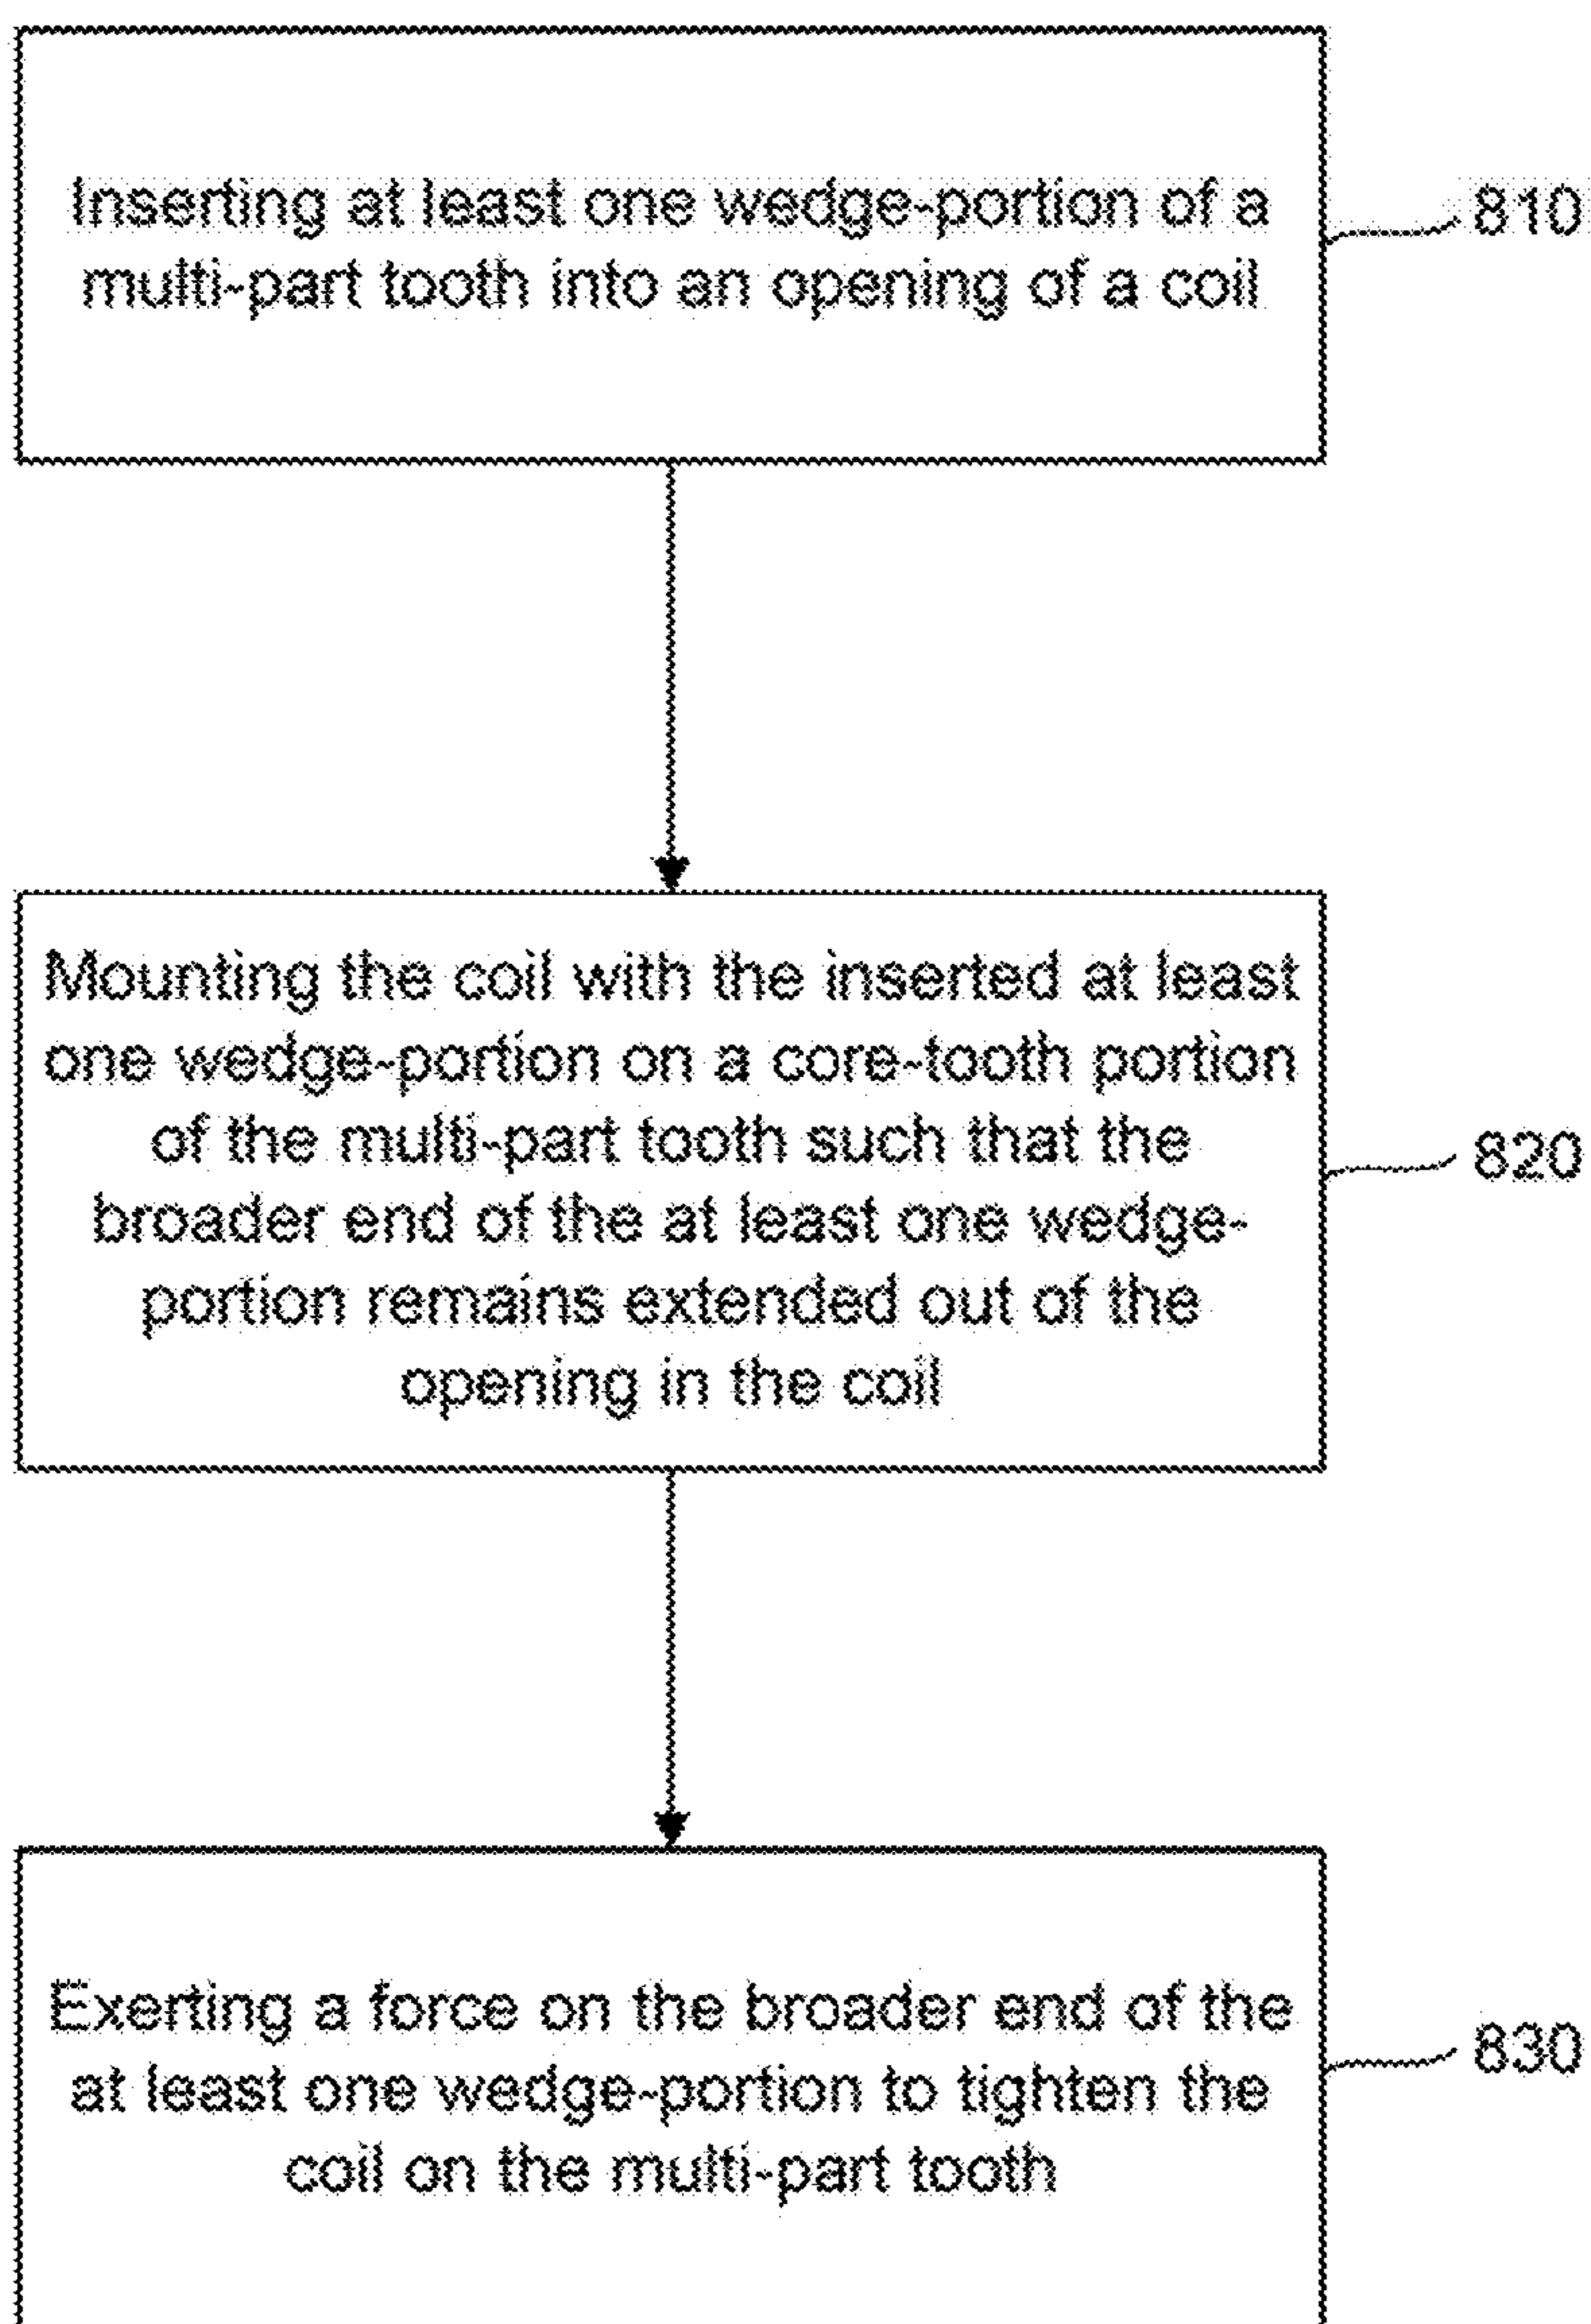 Inserting at least one wedge-portion of a
multi-part tooth into an opening of a coil
810
Mounting the coil with the inserted at least
one wedge-portion on a core-tooth portion
of the multi-part tooth such that the
broader end of the at least one wedge-
portion remains extended out of the
opening in the coil
820
Exerting a force on the broader end of the
at least one wedge-portion to tighten the
coil on the multi-part tooth
830